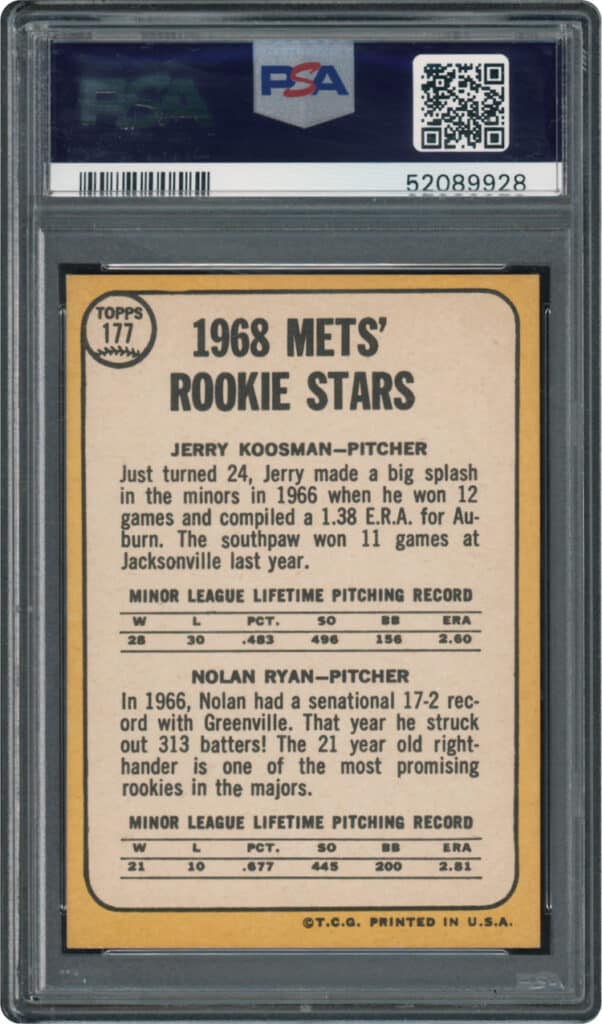 PSA
PSA
52089928
TOPPS
177
1968 METS'
ROOKIE STARS
JERRY KOOSMAN—PITCHER
Just turned 24, Jerry made a big splash
in the minors in 1966 when he won 12
games and compiled a 1.38 E.R.A. for Au-
burn. The southpaw won 11 games at
Jacksonville last year.
MINOR LEAGUE LIFETIME PITCHING RECORD
W L PCT. SO BB ERA
28 30 .483 496 156 2.60
NOLAN RYAN—PITCHER
In 1966, Nolan had a senational 17-2 rec-
ord with Greenville. That year he struck
out 313 batters! The 21 year old right-
hander is one of the most promising
rookies in the majors.
MINOR LEAGUE LIFETIME PITCHING RECORD
W L PCT. SO BB ERA
21 10 .677 445 200 2.81
©T.C.G. PRINTED IN U.S.A.
PSA